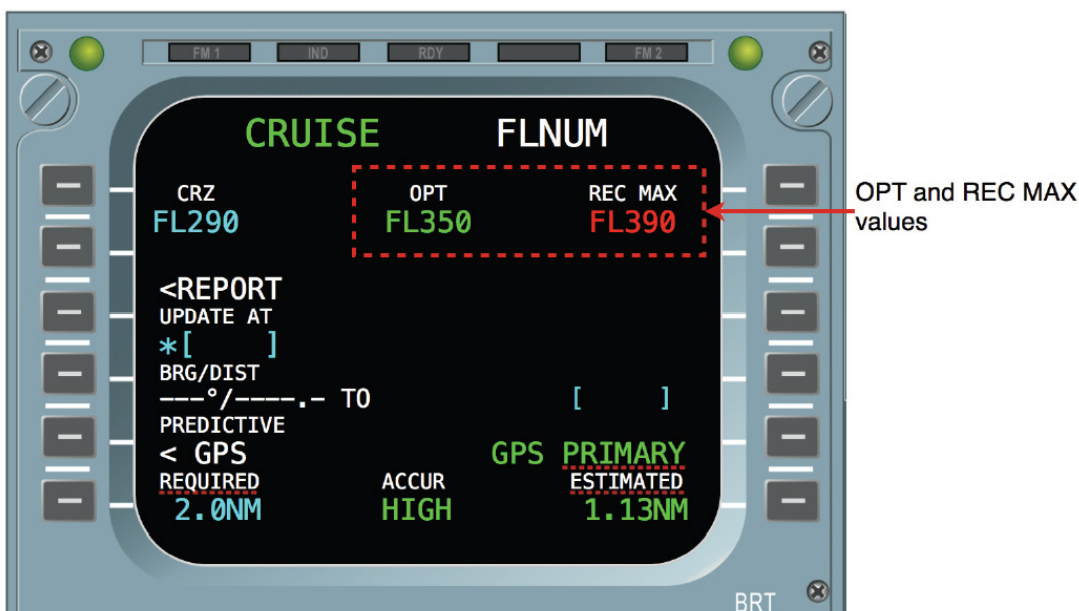 FM 1 IND RDY FM 2
CRUISE FLNUM
CRZ OPT REC MAX
FL290 FL350 FL390
OPT and REC MAX
values
<REPORT
UPDATE AT
*[ ]
BRG/DIST
---°/----.- TO [ ]
PREDICTIVE
< GPS GPS PRIMARY
REQUIRED ACCUR ESTIMATED
2.0NM HIGH 1.13NM
BRT